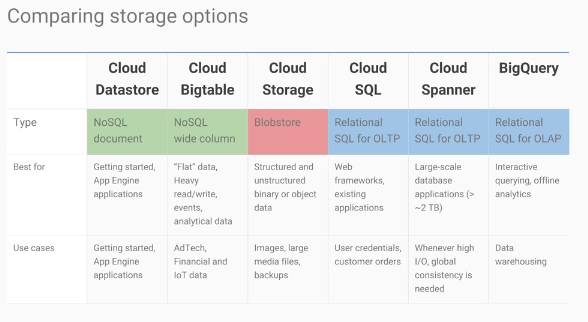 Comparing storage options
Cloud Datastore
Cloud Bigtable
Cloud Storage
Cloud SQL
Cloud Spanner
BigQuery
Type
NoSQL document
NoSQL wide column
Blobstore
Relational SQL for OLTP
Relational SQL for OLTP
Relational SQL for OLAP
Best for
Getting started, App Engine applications
"Flat" data, Heavy read/write, events, analytical data
Structured and unstructured binary or object data
Web frameworks, existing applications
Large-scale database applications (> ~2 TB)
Interactive querying, offline analytics
Use cases
Getting started, App Engine applications
AdTech, Financial and IoT data
Images, large media files, backups
User credentials, customer orders
Whenever high I/O, global consistency is needed
Data warehousing